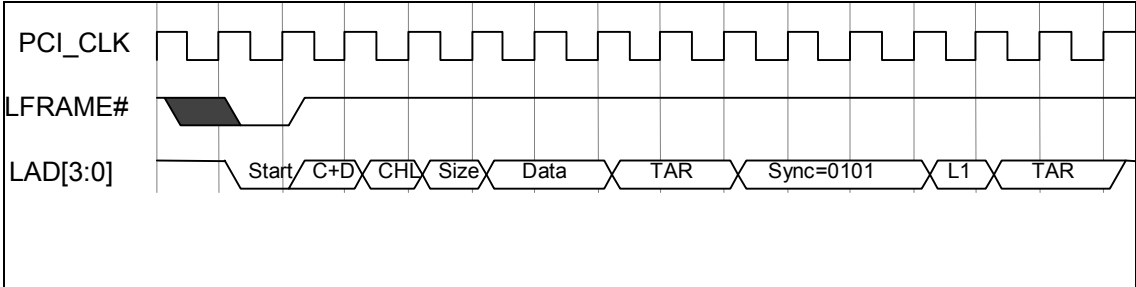 PCI_CLK
LFRAME#
LAD[3:0] Start C+D CHL Size Data TAR Sync=0101 L1 TAR